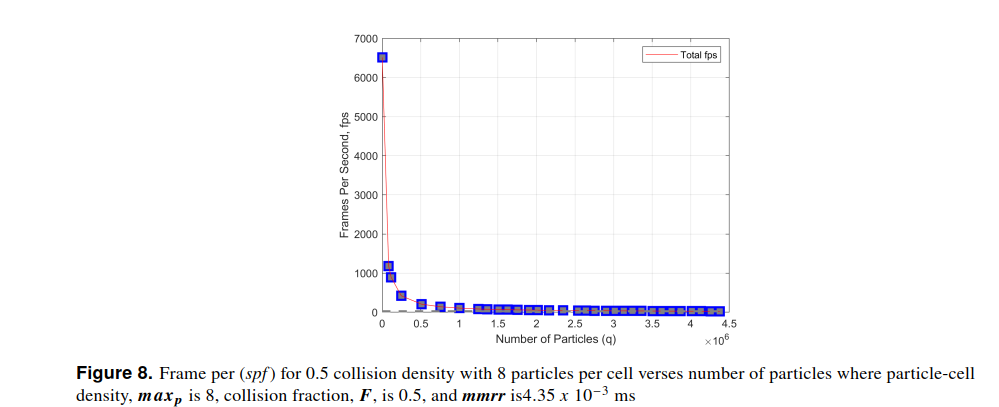 7000
6000
5000
4000
3000
2000
1000
0
Frames Per Second, fps
Total fps
0 0.5 1 1.5 2 2.5 3 3.5 4 4.5
Number of Particles (q)
×10⁶
Figure 8. Frame per (spf) for 0.5 collision density with 8 particles per cell verses number of particles where particle-cell
density, maxₚ is 8, collision fraction, F, is 0.5, and mmrr is4.35 x 10⁻³ ms